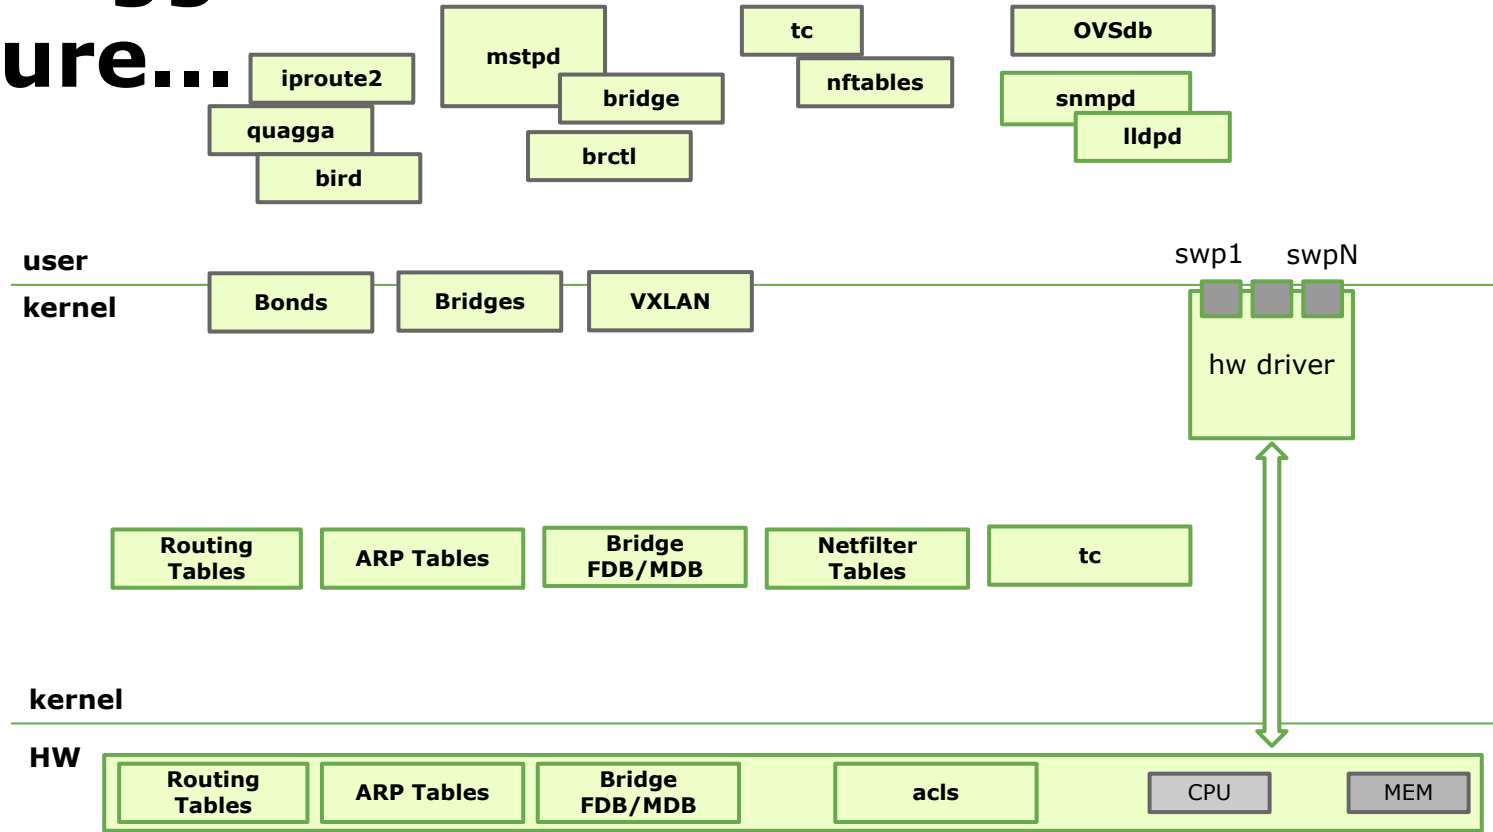 ure...
iproute2
quagga
bird
mstpd
bridge
brctl
tc
nftables
OVSdb
snmpd
lldpd
user
kernel
Bonds
Bridges
VXLAN
swp1
swpN
hw driver
Routing
Tables
ARP Tables
Bridge
FDB/MDB
Netfilter
Tables
tc
kernel
HW
Routing
Tables
ARP Tables
Bridge
FDB/MDB
acls
CPU
MEM